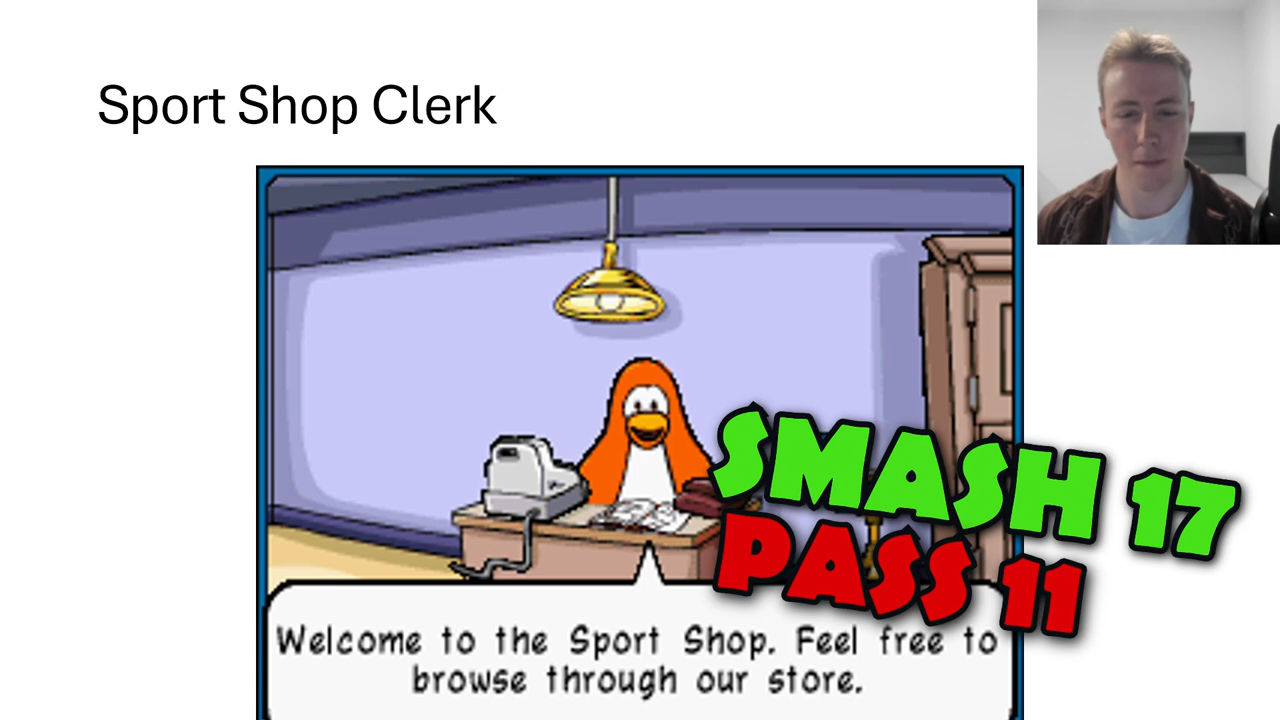 Sport Shop Clerk
SMASH 17
PASS 11
Welcome to the Sport Shop. Feel free to
browse through our store.